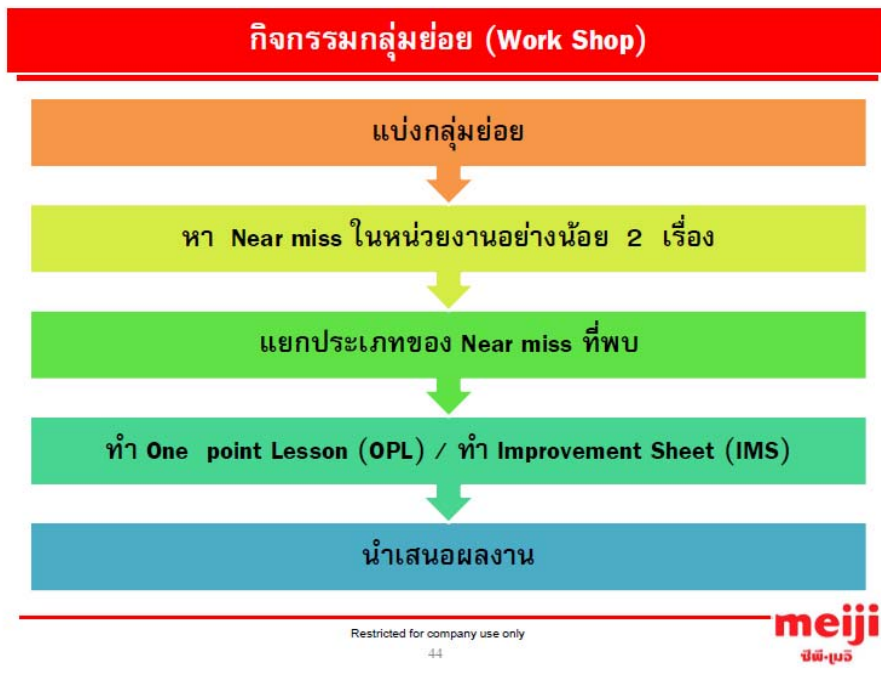 กิจกรรมกลุ่มย่อย (Work Shop)
แบ่งกลุ่มย่อย
หา Near miss ในหน่วยงานอย่างน้อย 2 เรื่อง
แยกประเภทของ Near miss ที่พบ
ทำ One point Lesson (OPL) / ทำ Improvement Sheet (IMS)
นำเสนอผลงาน
Restricted for company use only
44
meiji
ซีพี-เมจิ